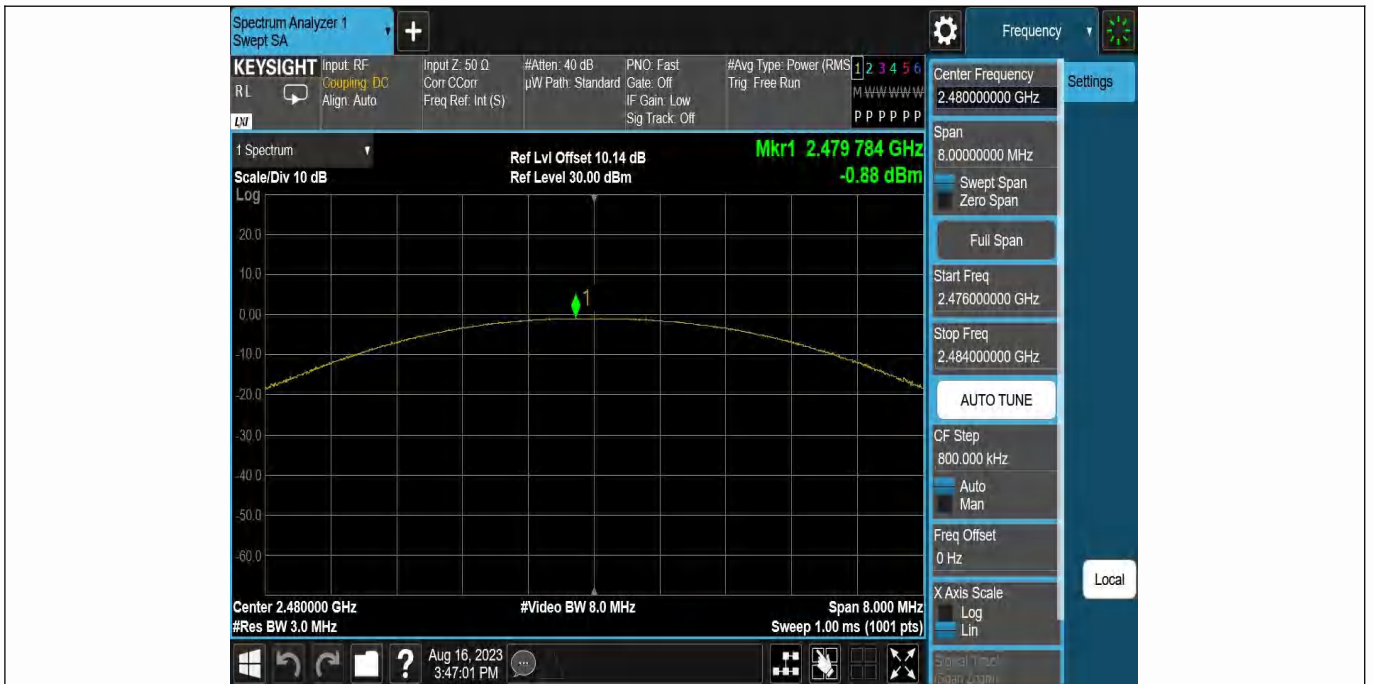 Spectrum Analyzer 1
Swept SA
+
Frequency
KEYSIGHT
RL
LXI
Input: RF
Coupling: DC
Align: Auto
Input Z: 50 Ω
Corr CCorr
Freq Ref: Int (S)
#Atten: 40 dB
µW Path: Standard
PNO: Fast
Gate: Off
IF Gain: Low
Sig Track: Off
#Avg Type: Power (RMS
Trig: Free Run
1 2 3 4 5 6
M W W W W W
P P P P P P
Center Frequency
2.480000000 GHz
Settings
Span
8.00000000 MHz
Swept Span
Zero Span
Full Span
Start Freq
2.476000000 GHz
Stop Freq
2.484000000 GHz
AUTO TUNE
CF Step
800.000 kHz
Auto
Man
Freq Offset
0 Hz
X Axis Scale
Log
Lin
Signal Track
(Span Zoom)
Local
1 Spectrum
Scale/Div 10 dB
Log
Ref Lvl Offset 10.14 dB
Ref Level 30.00 dBm
Mkr1 2.479 784 GHz
-0.88 dBm
20.0
10.0
0.00
-10.0
-20.0
-30.0
-40.0
-50.0
-60.0
1
Center 2.480000 GHz
#Res BW 3.0 MHz
#Video BW 8.0 MHz
Span 8.000 MHz
Sweep 1.00 ms (1001 pts)
?
Aug 16, 2023
3:47:01 PM